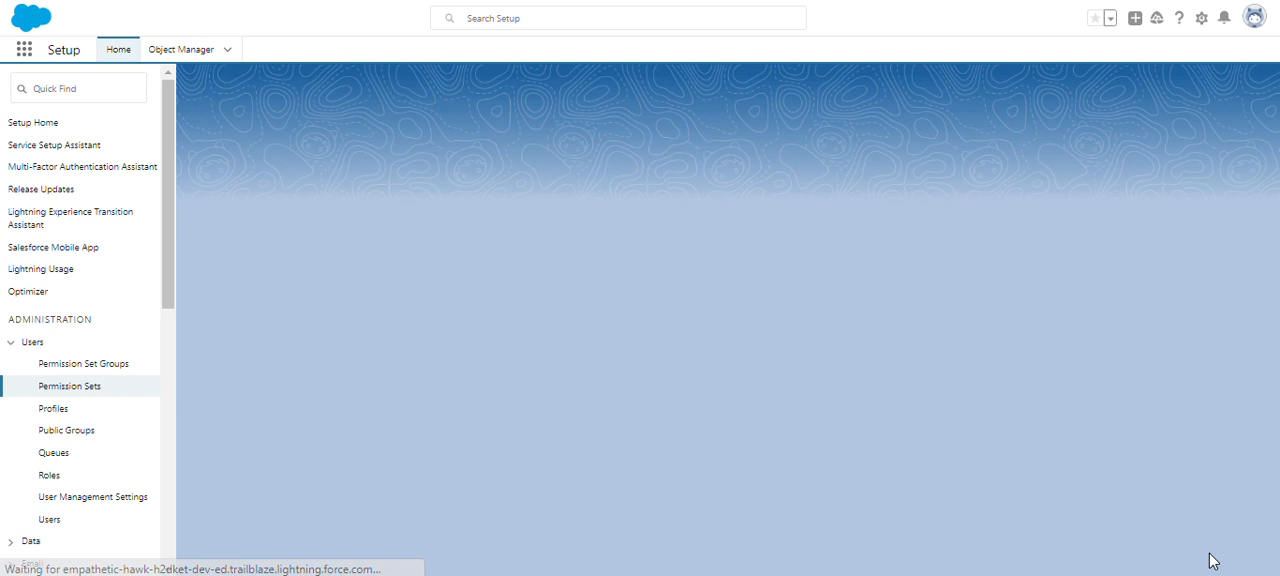 Search Setup
Setup
Home
Object Manager
Quick Find
Setup Home
Service Setup Assistant
Multi-Factor Authentication Assistant
Release Updates
Lightning Experience Transition
Assistant
Salesforce Mobile App
Lightning Usage
Optimizer
ADMINISTRATION
Users
Permission Set Groups
Permission Sets
Profiles
Public Groups
Queues
Roles
User Management Settings
Users
Data
Email
Waiting for empathetic-hawk-h2dket-dev-ed.trailblaze.lightning.force.com...